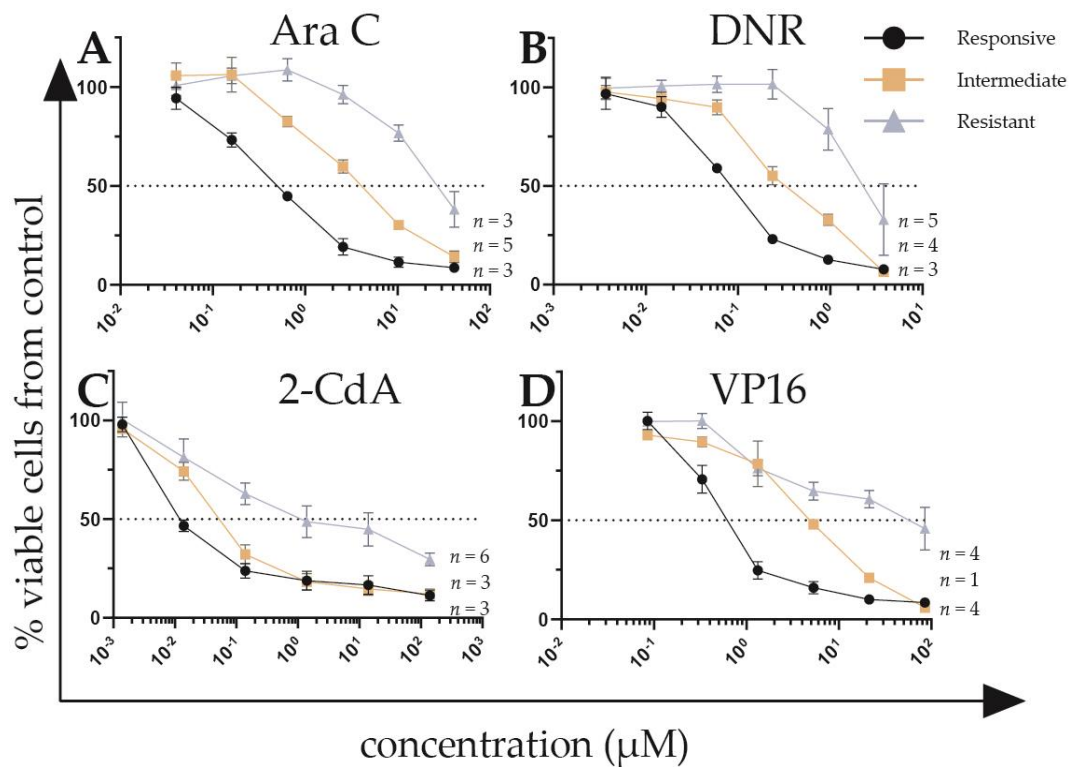 A Ara C
100
50
0
10-2 10-1 100 101 102
n = 3
n = 5
n = 3
B DNR
100
50
0
10-3 10-2 10-1 100 101
n = 5
n = 4
n = 3
Responsive
Intermediate
Resistant
C 2-CdA
100
50
0
10-3 10-2 10-1 100 101 102 103
n = 6
n = 3
n = 3
D VP16
100
50
0
10-2 10-1 100 101 102
n = 4
n = 1
n = 4
% viable cells from control
concentration (µM)